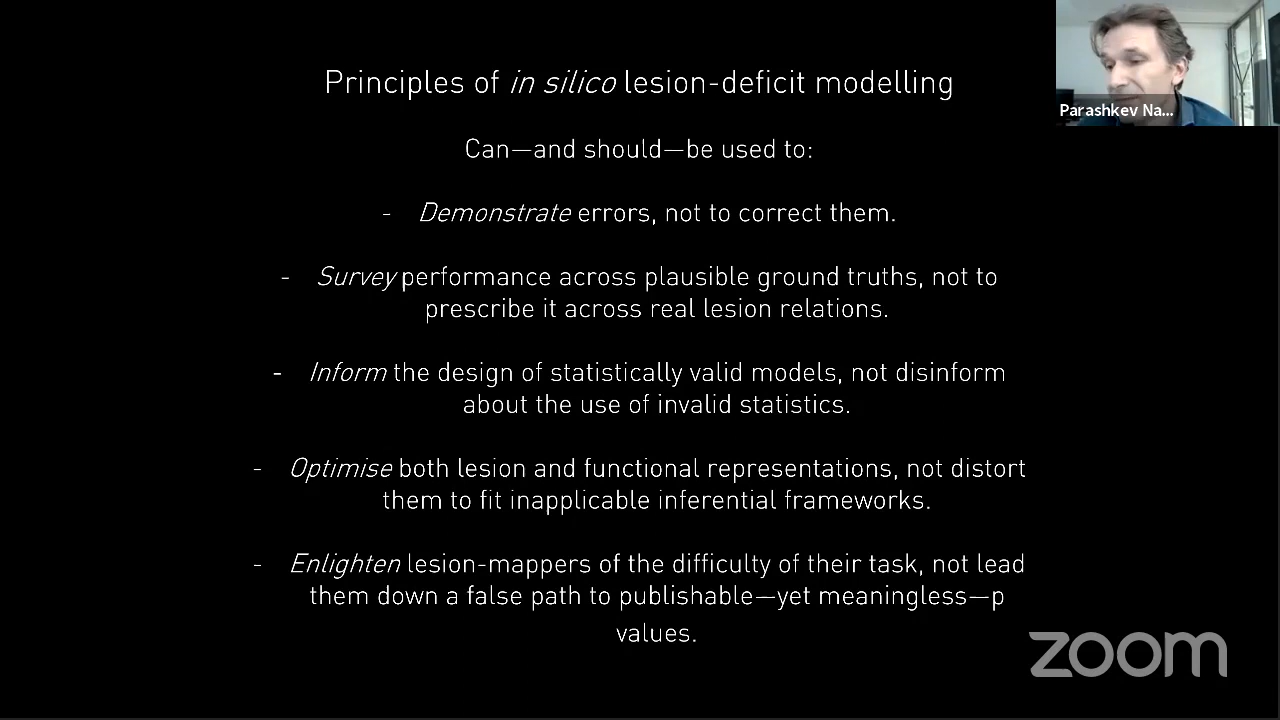 Principles of in silico lesion-deficit modelling
Parashkev Na...
Can—and should—be used to:
- Demonstrate errors, not to correct them.
- Survey performance across plausible ground truths, not to
prescribe it across real lesion relations.
- Inform the design of statistically valid models, not disinform
about the use of invalid statistics.
- Optimise both lesion and functional representations, not distort
them to fit inapplicable inferential frameworks.
- Enlighten lesion-mappers of the difficulty of their task, not lead
them down a false path to publishable—yet meaningless—p
values.
zoom